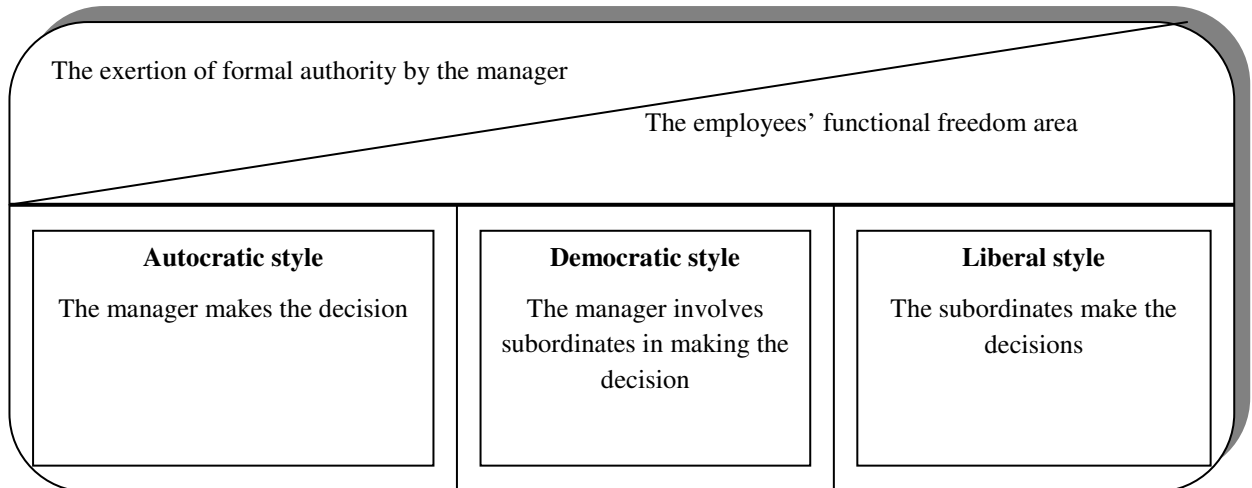 The exertion of formal authority by the manager
The employees’ functional freedom area
Autocratic style
The manager makes the decision
Democratic style
The manager involves
subordinates in making the
decision
Liberal style
The subordinates make the
decisions